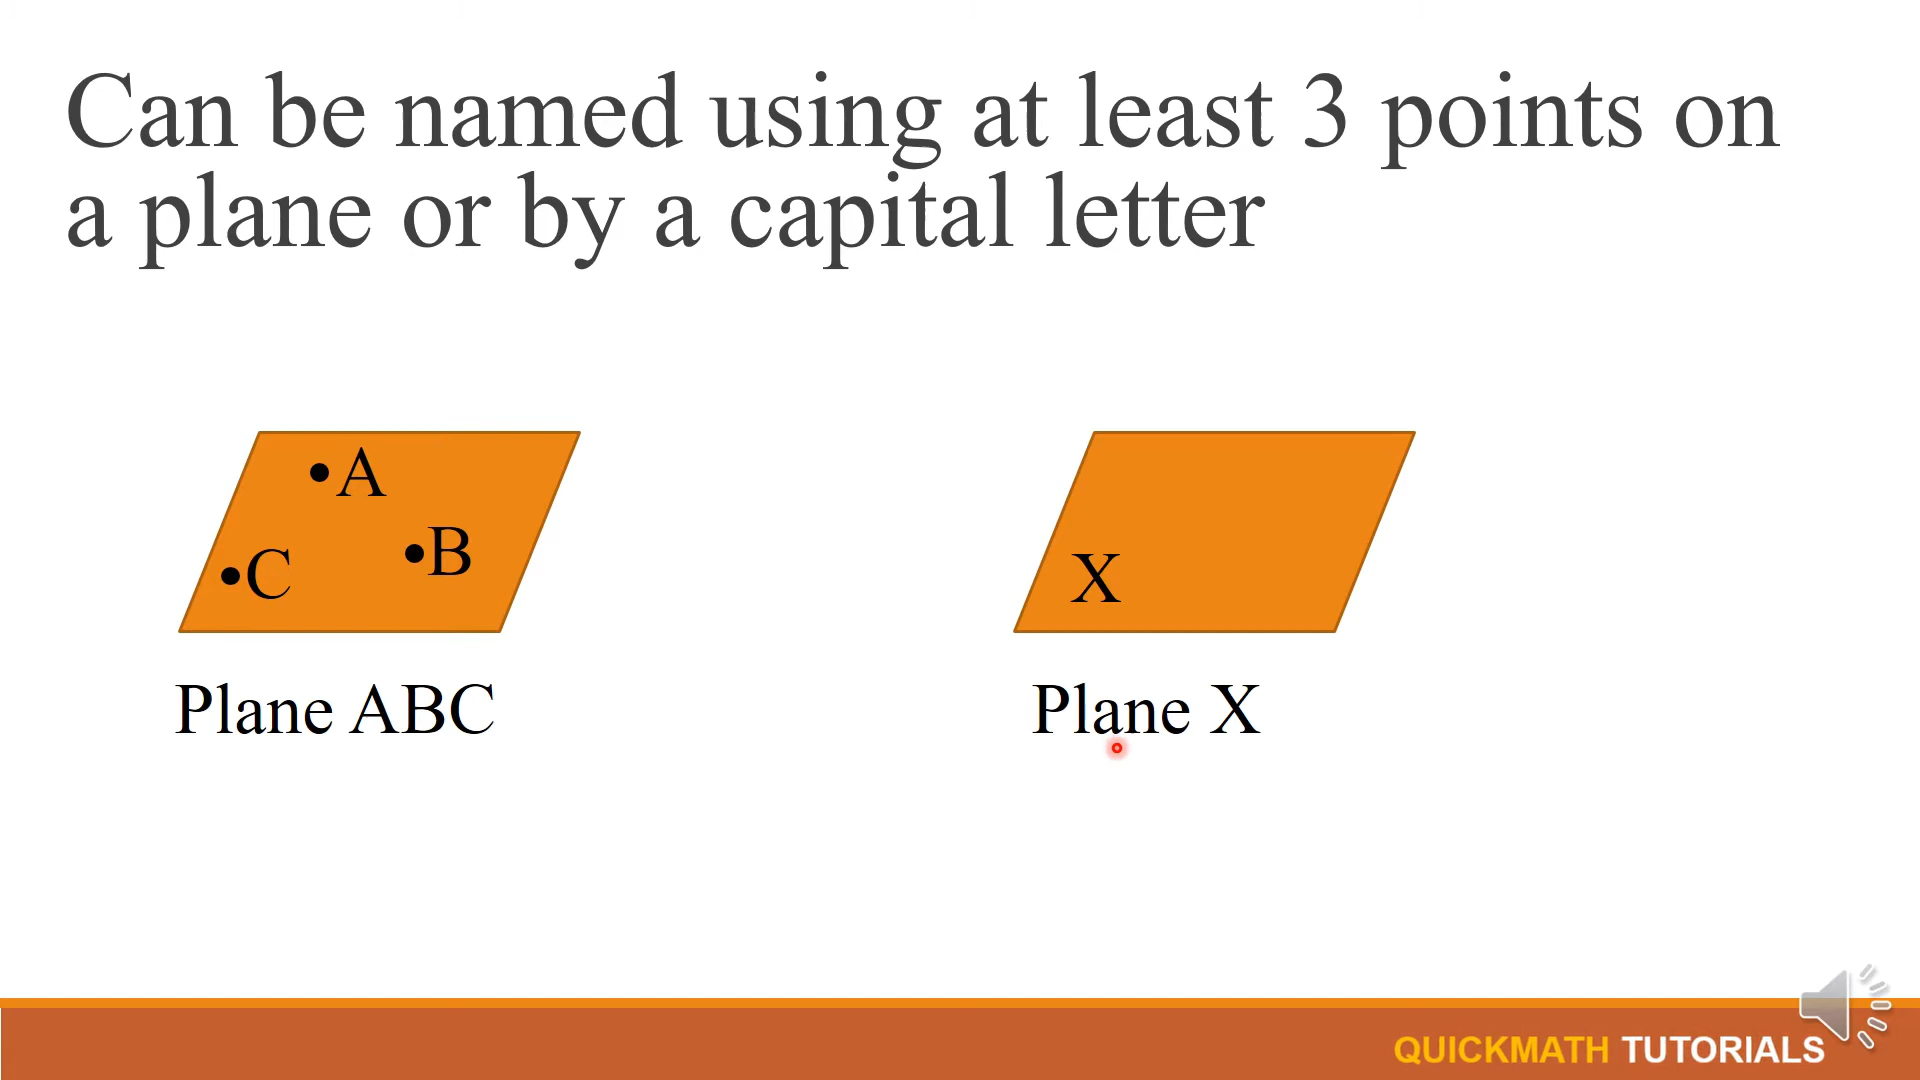 Can be named using at least 3 points on
a plane or by a capital letter
•A
•B
•C
X
Plane ABC
Plane X
QUICKMATH TUTORIALS